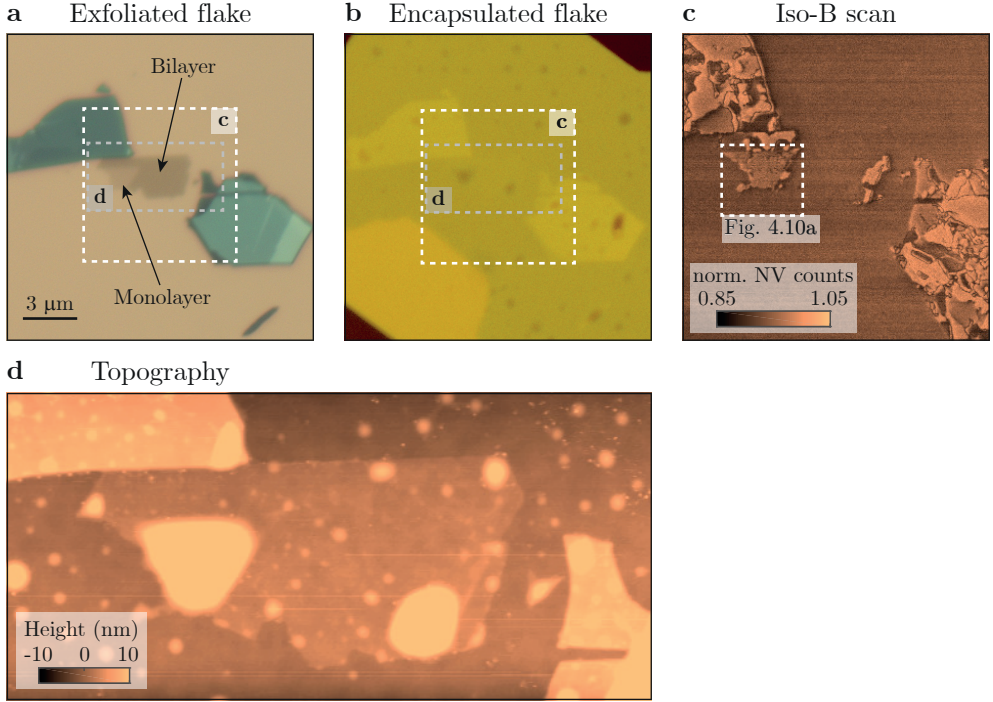 a Exfoliated flake
b Encapsulated flake
c Iso-B scan
Bilayer
c
d
Monolayer
3 µm
c
d
Fig. 4.10a
norm. NV counts
0.85 1.05
d Topography
Height (nm)
-10 0 10